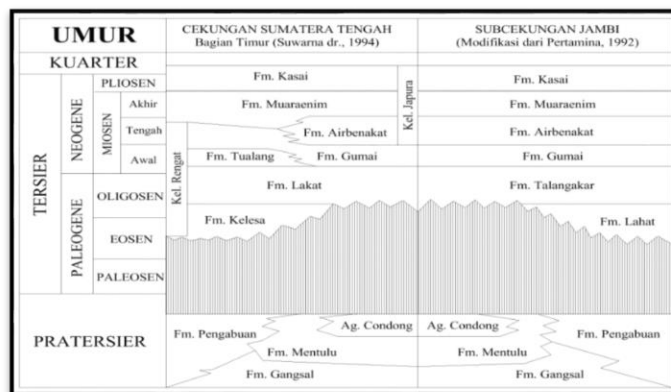 UMUR
CEKUNGAN SUMATERA TENGAH
Bagian Timur (Suwarna dr., 1994)
SUBCEKUNGAN JAMBI
(Modifikasi dari Pertamina, 1992)
KUARTER
TERSIER
NEOGENE
PLIOSEN
Fm. Kasai
Kel. Japura
Fm. Kasai
MIOSEN
Akhir
Fm. Muaraenim
Fm. Muaraenim
Tengah
Fm. Airbenakat
Fm. Airbenakat
Awal
Kel. Rengat
Fm. Tualang
Fm. Gumai
Fm. Gumai
PALEOGENE
OLIGOSEN
Fm. Lakat
Fm. Talangakar
Fm. Kelesa
Fm. Lahat
EOSEN
PALEOSEN
PRATERSIER
Fm. Pengabuan
Ag. Condong
Ag. Condong
Fm. Pengabuan
Fm. Mentulu
Fm. Mentulu
Fm. Gangsal
Fm. Gangsal